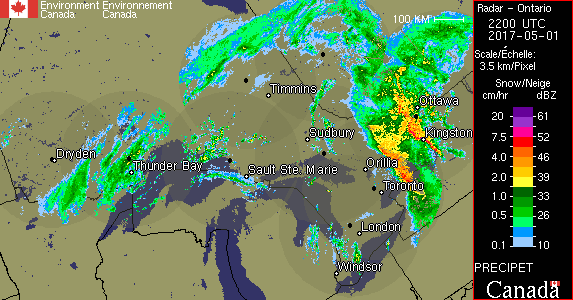 Environment Environnement
Canada Canada
100 KM
Timmins
Ottawa
Sudbury
Kingston
Dryden
Thunder Bay
Sault Ste. Marie
Orillia
Toronto
London
Windsor
Radar - Ontario
2200 UTC
2017-05-01
Scale/Échelle:
3.5 km/Pixel
Snow/Neige
cm/hr dBZ
20 61
9.5 52
7.5 46
4.0 39
2.0 33
1.0 26
0.5 
0.1 10
PRECIPET
Canada